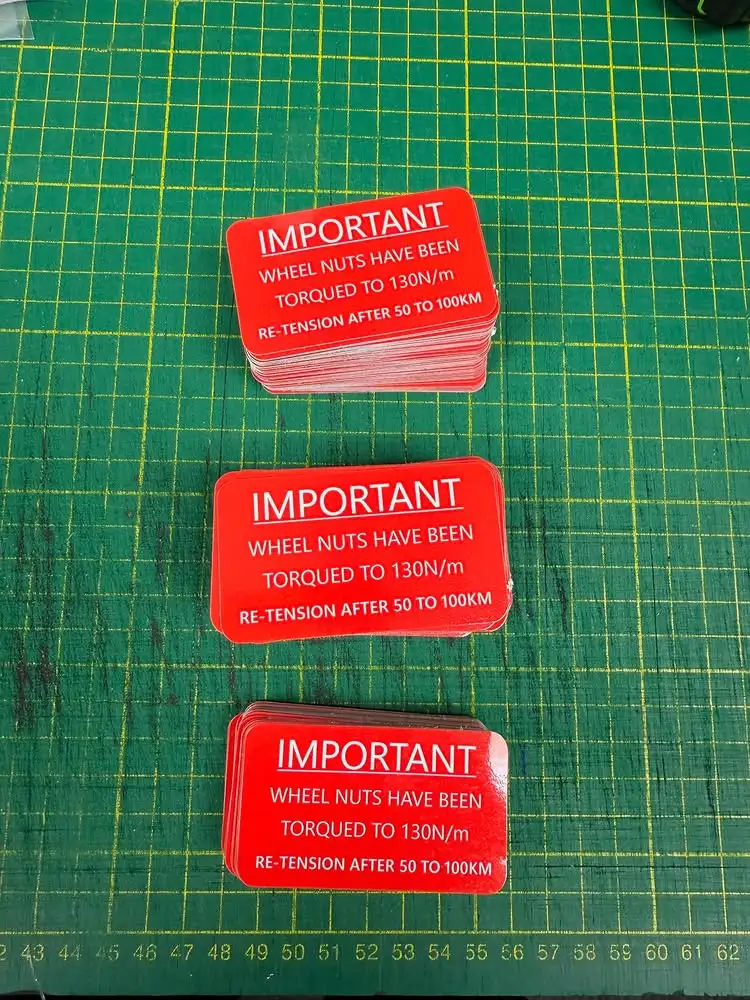 IMPORTANT
WHEEL NUTS HAVE BEEN
TORQUED TO 130N/m
RE-TENSION AFTER 50 TO 100KM
IMPORTANT
WHEEL NUTS HAVE BEEN
TORQUED TO 130N/m
RE-TENSION AFTER 50 TO 100KM
IMPORTANT
WHEEL NUTS HAVE BEEN
TORQUED TO 130N/m
RE-TENSION AFTER 50 TO 100KM
2 43 44 45 46 47 48 49 50 51 52 53 54 55 56 57 58 59 60 61 62